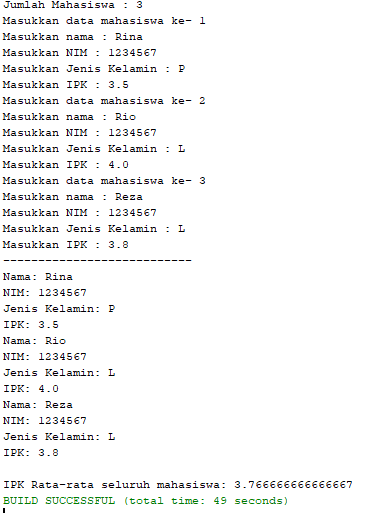 Jumlah Mahasiswa : 3
Masukkan data mahasiswa ke- 1
Masukkan nama : Rina
Masukkan NIM : 1234567
Masukkan Jenis Kelamin : P
Masukkan IPK : 3.5
Masukkan data mahasiswa ke- 2
Masukkan nama : Rio
Masukkan NIM : 1234567
Masukkan Jenis Kelamin : L
Masukkan IPK : 4.0
Masukkan data mahasiswa ke- 3
Masukkan nama : Reza
Masukkan NIM : 1234567
Masukkan Jenis Kelamin : L
Masukkan IPK : 3.8
---------------------------
Nama: Rina
NIM: 1234567
Jenis Kelamin: P
IPK: 3.5
Nama: Rio
NIM: 1234567
Jenis Kelamin: L
IPK: 4.0
Nama: Reza
NIM: 1234567
Jenis Kelamin: L
IPK: 3.8
IPK Rata-rata seluruh mahasiswa: 3.766666666666667
BUILD SUCCESSFUL (total time: 49 seconds)